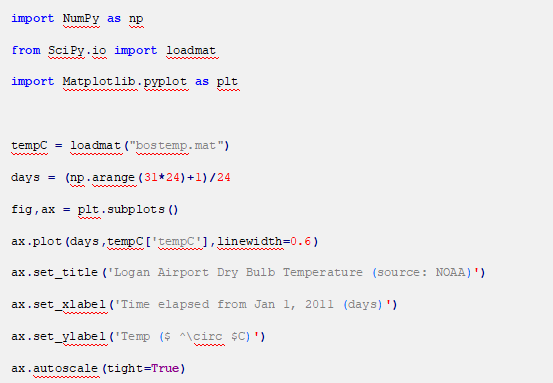 import NumPy as np
from SciPy.io import loadmat
import Matplotlib.pyplot as plt
tempC = loadmat("bostemp.mat")
days = (np.arange(31*24)+1)/24
fig,ax = plt.subplots()
ax.plot(days,tempC['tempC'],linewidth=0.6)
ax.set_title('Logan Airport Dry Bulb Temperature (source: NOAA)')
ax.set_xlabel('Time elapsed from Jan 1, 2011 (days)')
ax.set_ylabel('Temp ($ ^\circ $C)')
ax.autoscale(tight=True)